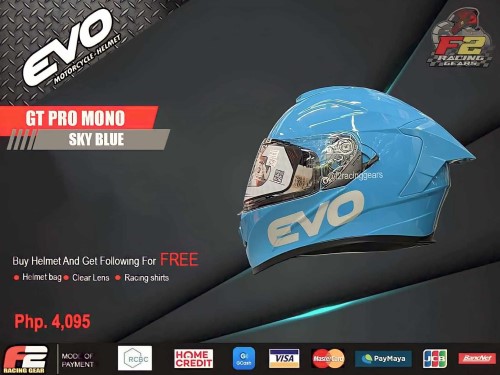 EVO
MOTORCYCLE HELMET
F2
RACING
GEARS
GT PRO MONO
SKY BLUE
f2racinggears
EVO
Buy Helmet And Get Following For FREE
Helmet bag
Clear Lens
Racing shirts
Php. 4,095
F2
RACING GEAR
MODE OF
PAYMENT
RCBC
HOME
CREDIT
GCash
VISA
MasterCard
PayMaya
JCB
BancNet